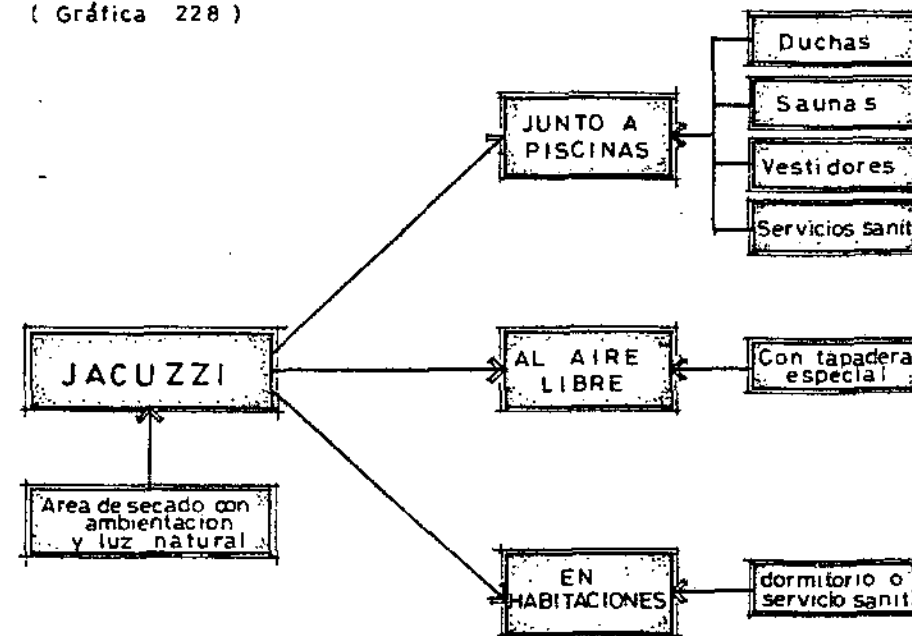 ( Gráfica 228 )
Duchas
Saunas
Vestidores
Servicios sanit
JUNTO A
PISCINAS
JACUZZI
AL AIRE
LIBRE
Con tapadera
especial
Area de secado con
ambientacion
y luz natural
EN
HABITACIONES
dormitorio o
servicio sanit